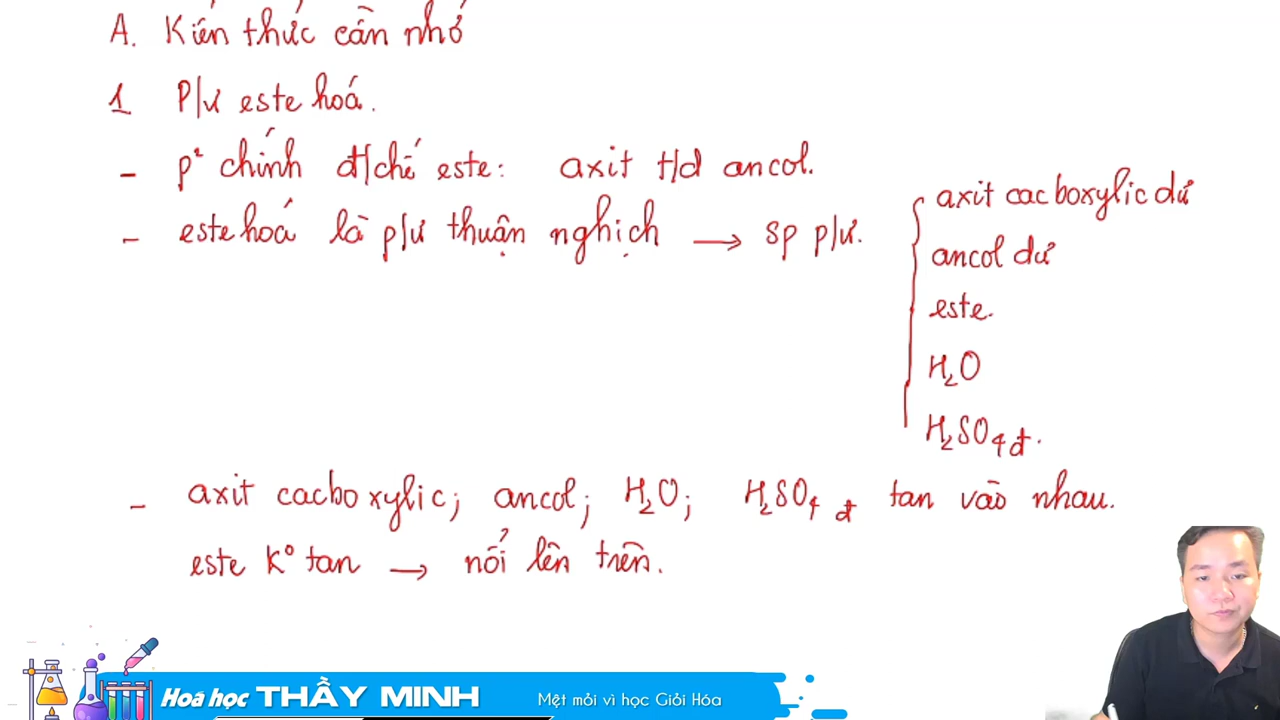 A. Kiến thức cần nhớ
1 P/ư este hoá.
- p² chính đ/chế este: axit t/d ancol.
- este hoá là p/ư thuận nghịch → sp p/ư.
axit cacboxylic dư
ancol dư
este.
H₂O
H₂SO₄ đ.
- axit cacboxylic; ancol; H₂O; H₂SO₄ đ tan vào nhau.
este K° tan → nổi lên trên.
Hoá học THẦY MINH
Mệt mỏi vì học Giỏi Hóa